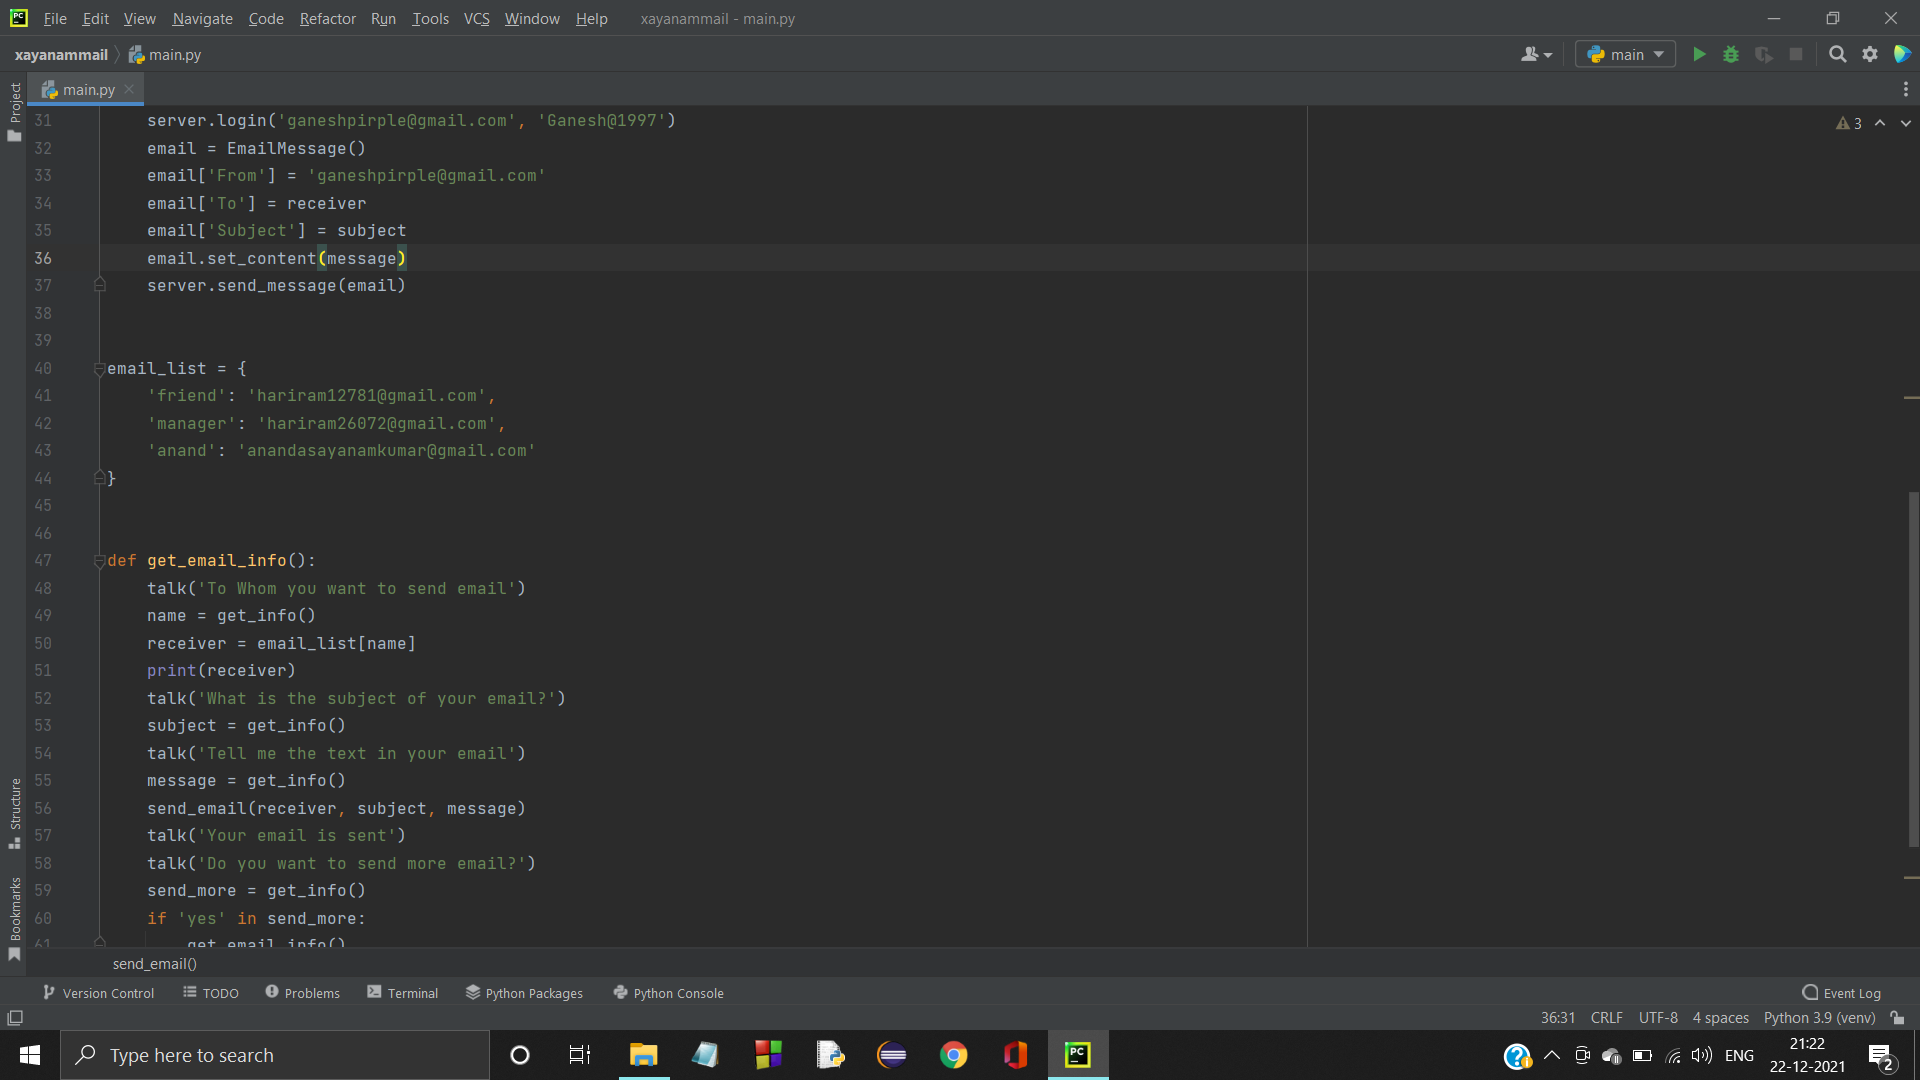 File Edit View Navigate Code Refactor Run Tools VCS Window Help xayanammail - main.py
xayanammail main.py main
main.py
Project
31 server.login('ganeshpirple@gmail.com', 'Ganesh@1997')
3
32 email = EmailMessage()
33 email['From'] = 'ganeshpirple@gmail.com'
34 email['To'] = receiver
35 email['Subject'] = subject
36 email.set_content(message)
37 server.send_message(email)
38
39
40 email_list = {
41 'friend': 'hariram12781@gmail.com',
42 'manager': 'hariram26072@gmail.com',
43 'anand': 'anandasayanamkumar@gmail.com'
44 }
45
46
47 def get_email_info():
48 talk('To Whom you want to send email')
49 name = get_info()
50 receiver = email_list[name]
51 print(receiver)
52 talk('What is the subject of your email?')
53 subject = get_info()
54 talk('Tell me the text in your email')
55 message = get_info()
56 send_email(receiver, subject, message)
57 talk('Your email is sent')
58 talk('Do you want to send more email?')
59 send_more = get_info()
60 if 'yes' in send_more:
61 get_email_info()
Structure
Bookmarks
send_email()
Version Control TODO Problems Terminal Python Packages Python Console Event Log
36:31 CRLF UTF-8 4 spaces Python 3.9 (venv)
Type here to search
PC
ENG
21:22
22-12-2021
2